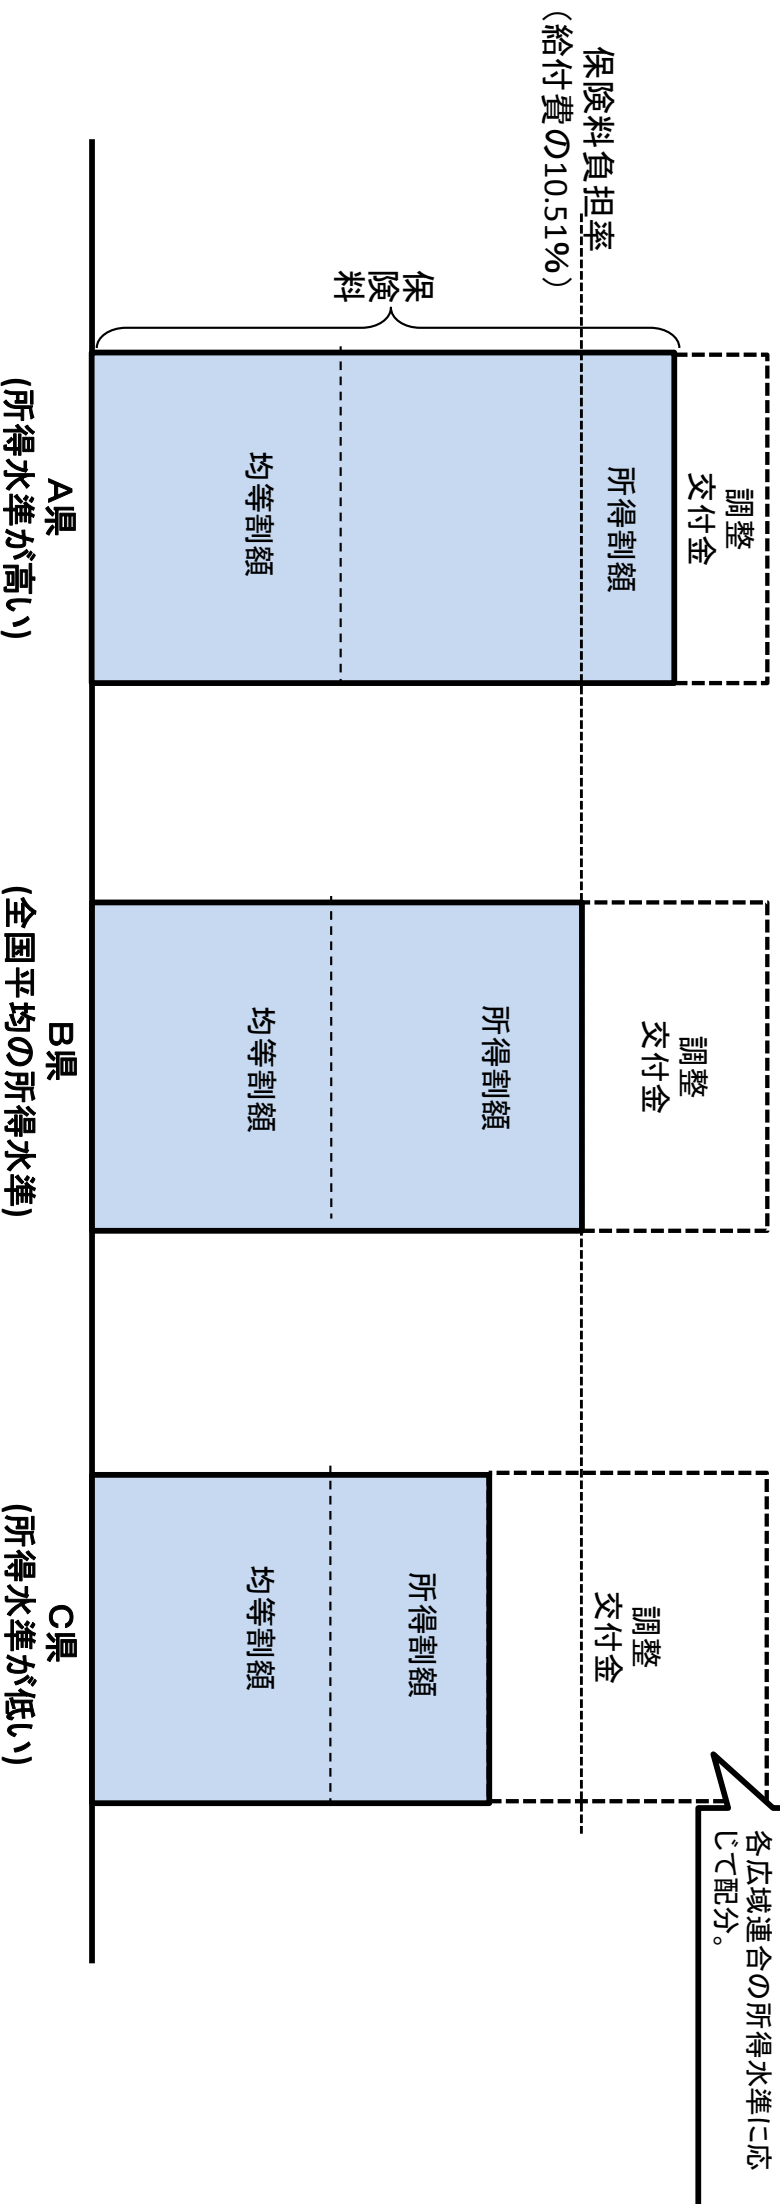 各広域連合の所得水準に応
じて配分。
調整
交付金
調整
交付金
調整
交付金
保険料負担率
（給付費の10.51%）
保険
料
所得割額
均等割額
所得割額
均等割額
所得割額
均等割額
A県
(所得水準が高い)
B県
(全国平均の所得水準)
C県
(所得水準が低い)